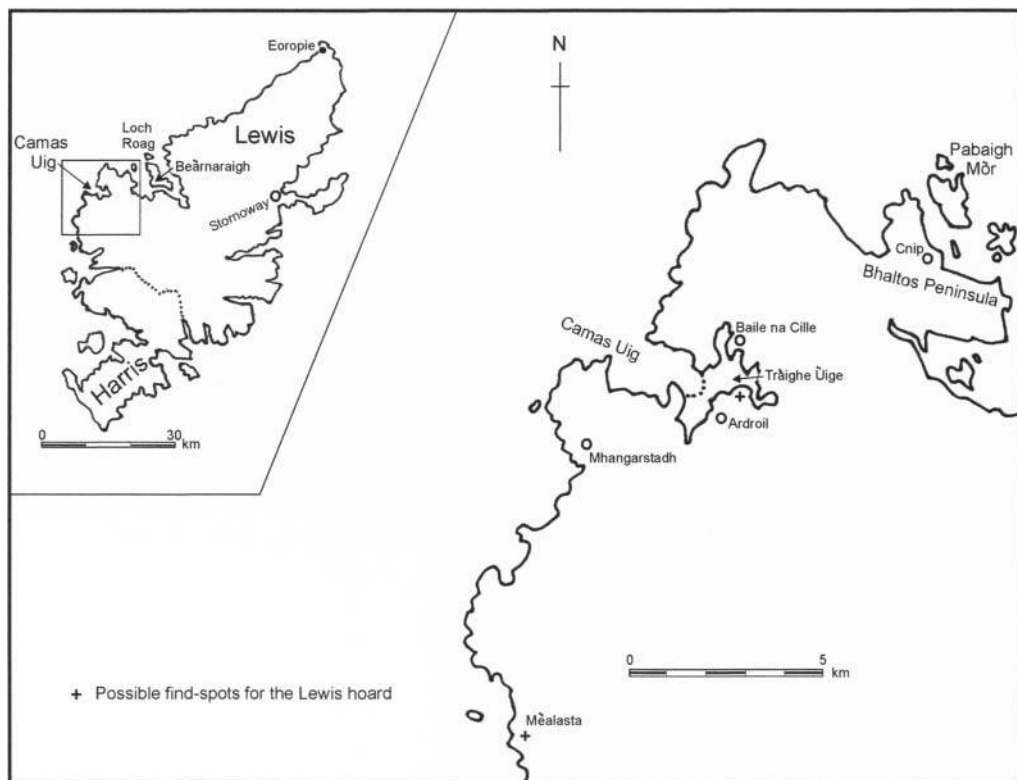 Eoropie
Lewis
Loch
Roag
Camas
Uig
Beàrnaraigh
Stornoway
Harris
0
30
km
N
Pabaigh
Mòr
Cnip
Bhaltos Peninsula
Camas Uig
Baile na Cille
Tràighe Ùige
Ardroil
Mhangarstadh
0
5
km
+ Possible find-spots for the Lewis hoard
Mèalasta